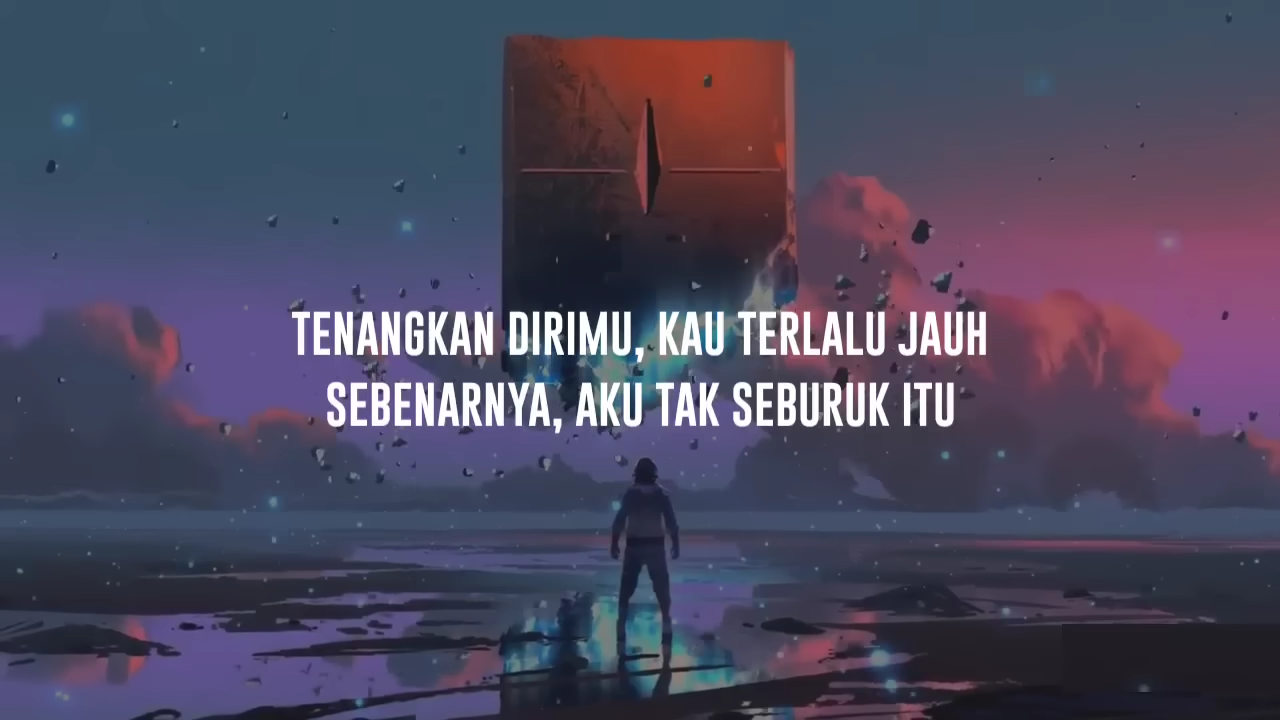 TENANGKAN DIRIMU, KAU TERLALU JAUH
SEBENARNYA, AKU TAK SEBURUK ITU